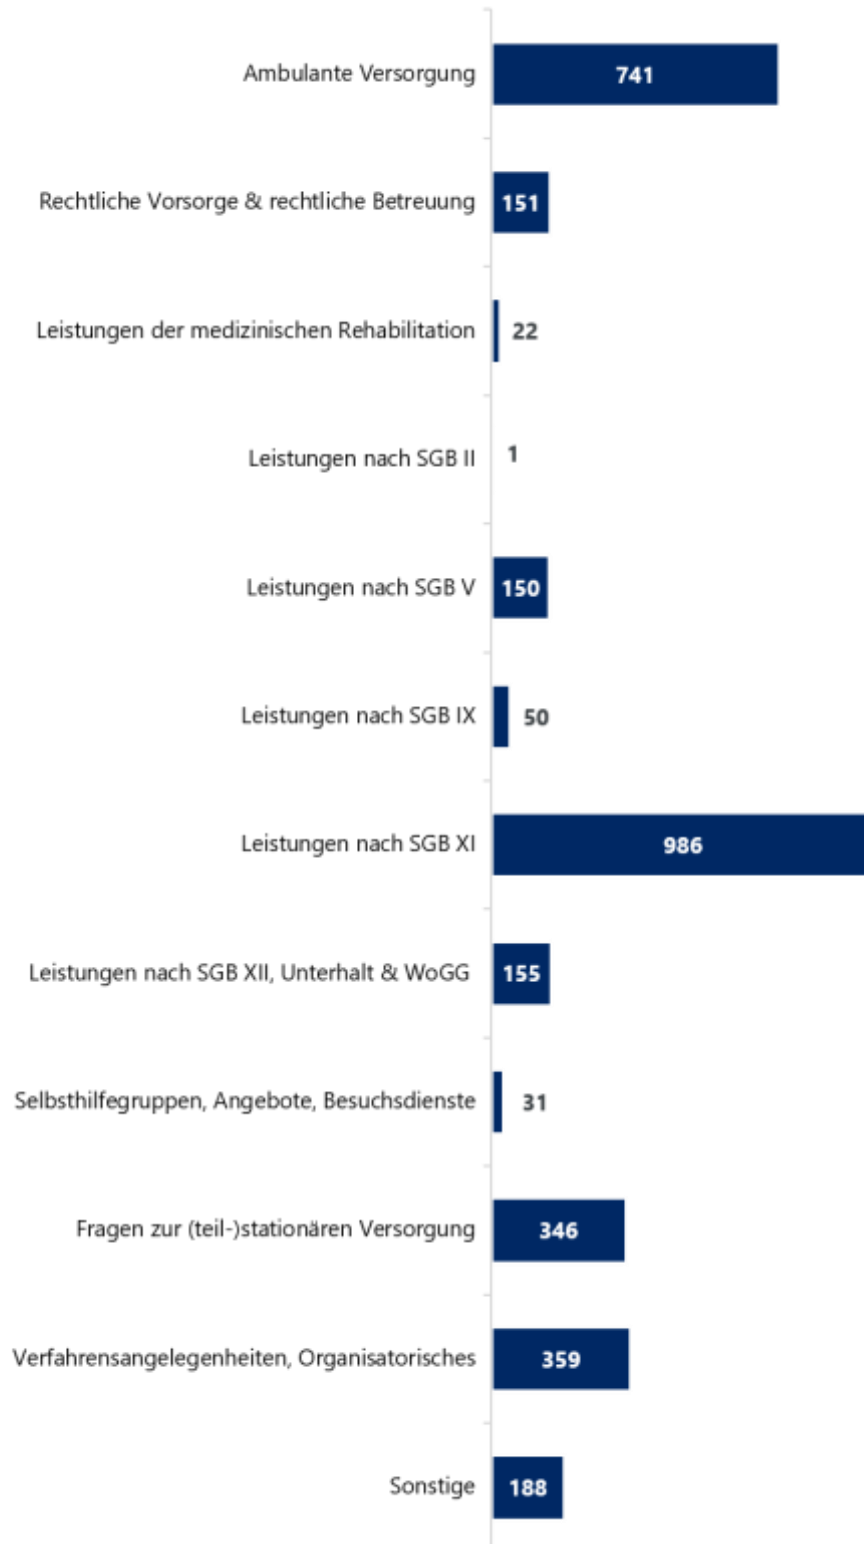 Ambulante Versorgung 741
Rechtliche Vorsorge & rechtliche Betreuung 151
Leistungen der medizinischen Rehabilitation 22
Leistungen nach SGB II 1
Leistungen nach SGB V 150
Leistungen nach SGB IX 50
Leistungen nach SGB XI 986
Leistungen nach SGB XII, Unterhalt & WoGG 155
Selbsthilfegruppen, Angebote, Besuchsdienste 31
Fragen zur (teil-)stationären Versorgung 346
Verfahrensangelegenheiten, Organisatorisches 359
Sonstige 188